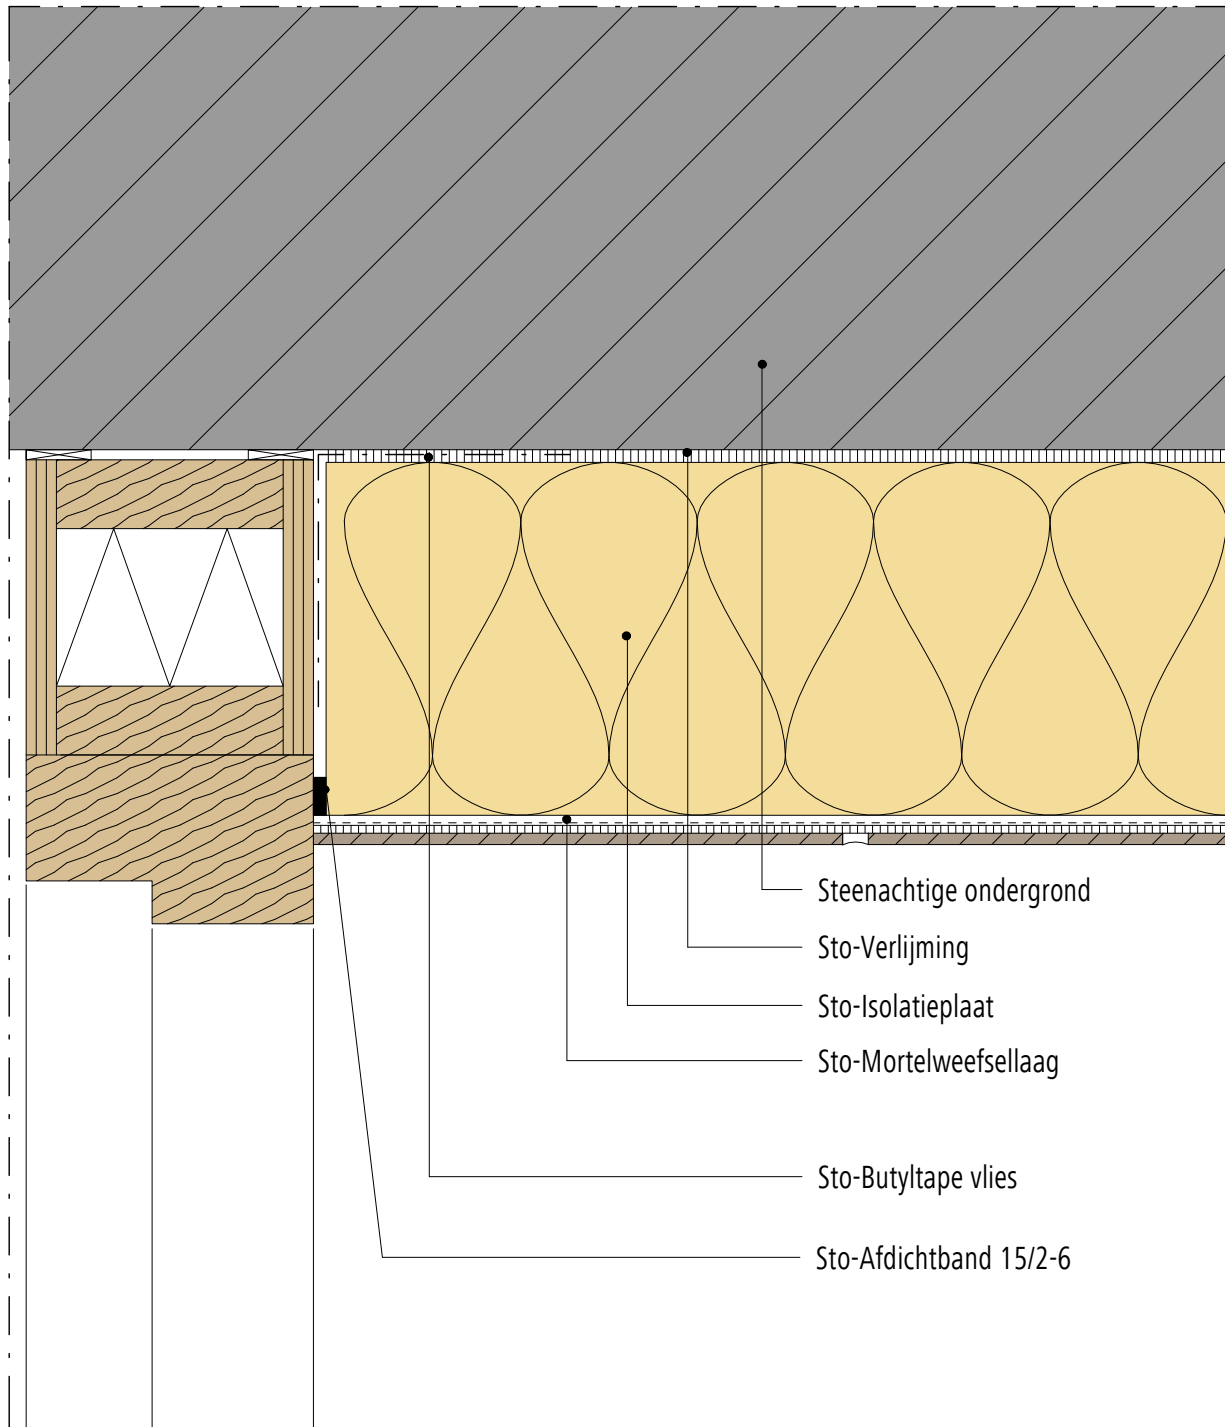 Steenachtige ondergrond
Sto-Verlijming
Sto-Isolatieplaat
Sto-Mortelweefsellaag
Sto-Butyltape vlies
Sto-Afdichtband 15/2-6